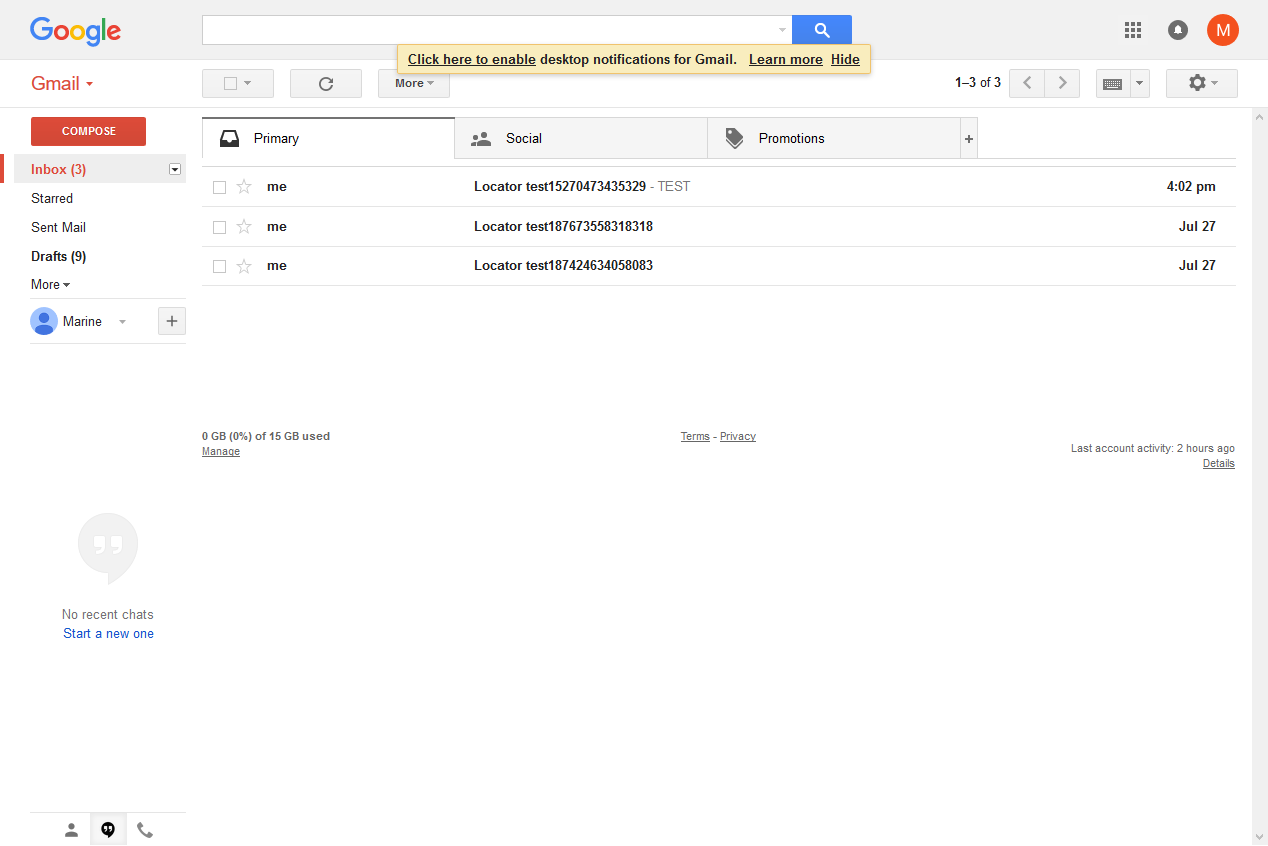 Google
M
Click here to enable desktop notifications for Gmail. Learn more Hide
Gmail
More
1–3 of 3
COMPOSE
Primary
Social
Promotions
+
Inbox (3)
Starred
Sent Mail
Drafts (9)
More
me Locator test15270473435329 - TEST 4:02 pm
me Locator test187673558318318 Jul 27
me Locator test187424634058083 Jul 27
Marine
+
0 GB (0%) of 15 GB used
Manage
Terms - Privacy
Last account activity: 2 hours ago
Details
No recent chats
Start a new one